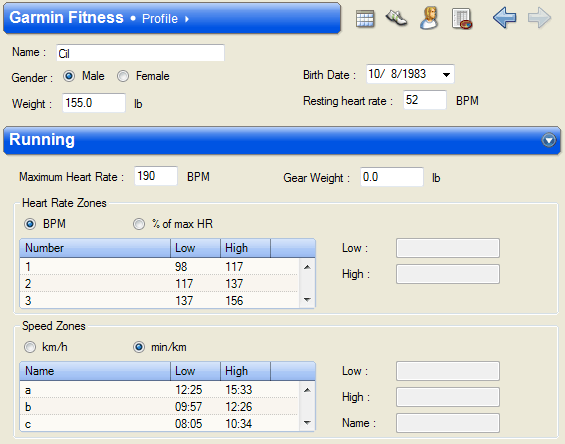 Garmin Fitness • Profile
Name : Cil
Gender : Male Female Birth Date : 10/ 8/1983
Weight : 155.0 lb Resting heart rate : 52 BPM
Running
Maximum Heart Rate : 190 BPM Gear Weight : 0.0 lb
Heart Rate Zones
BPM % of max HR
Number Low High Low :
1 98 117 High :
2 117 137
3 137 156
Speed Zones
km/h min/km
Name Low High Low :
a 12:25 15:33 High :
b 09:57 12:26
c 08:05 10:34 Name :